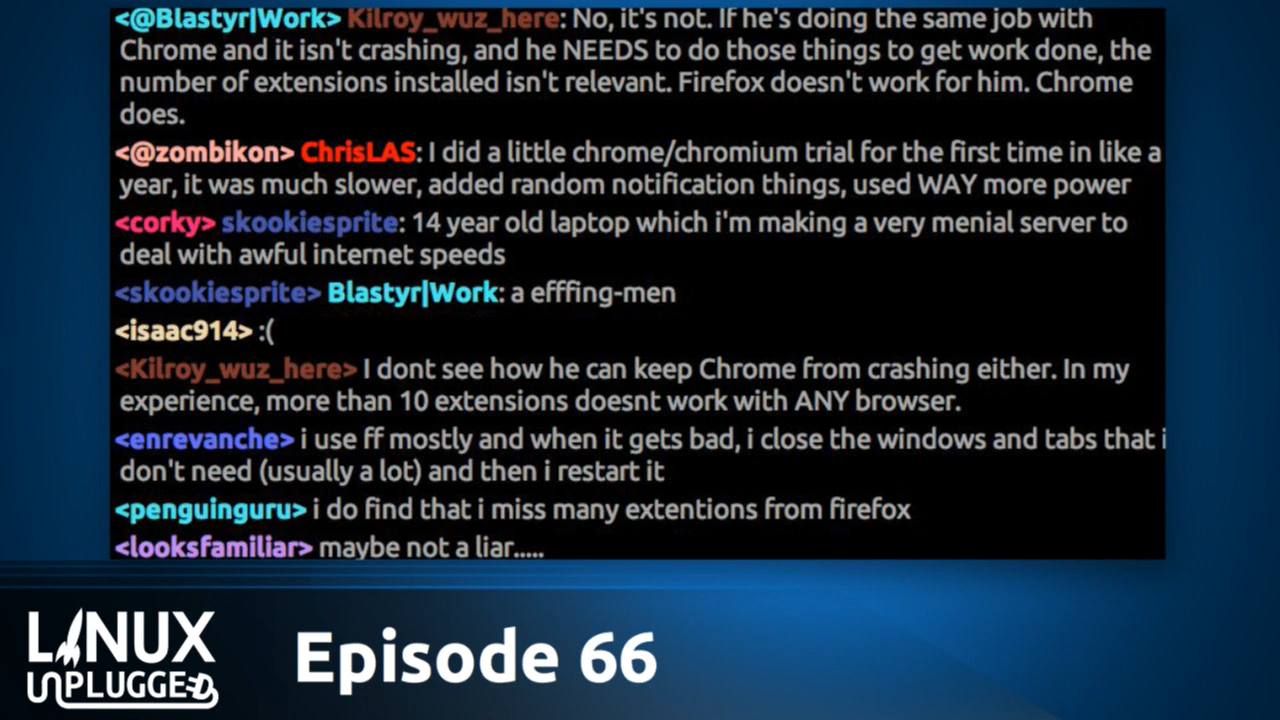 <@Blastyr|Work> Kilroy_wuz_here: No, it's not. If he's doing the same job with
Chrome and it isn't crashing, and he NEEDS to do those things to get work done, the
number of extensions installed isn't relevant. Firefox doesn't work for him. Chrome
does.
<@zombikon> ChrisLAS: I did a little chrome/chromium trial for the first time in like a
year, it was much slower, added random notification things, used WAY more power
<corky> skookiesprite: 14 year old laptop which i'm making a very menial server to
deal with awful internet speeds
<skookiesprite> Blastyr|Work: a efffing-men
<isaac914> :(
<Kilroy_wuz_here> I dont see how he can keep Chrome from crashing either. In my
experience, more than 10 extensions doesnt work with ANY browser.
<enrevanche> i use ff mostly and when it gets bad, i close the windows and tabs that i
don't need (usually a lot) and then i restart it
<penguinguru> i do find that i miss many extentions from firefox
<looksfamiliar> maybe not a liar.....
LINUX
UNPLUGGED
Episode 66